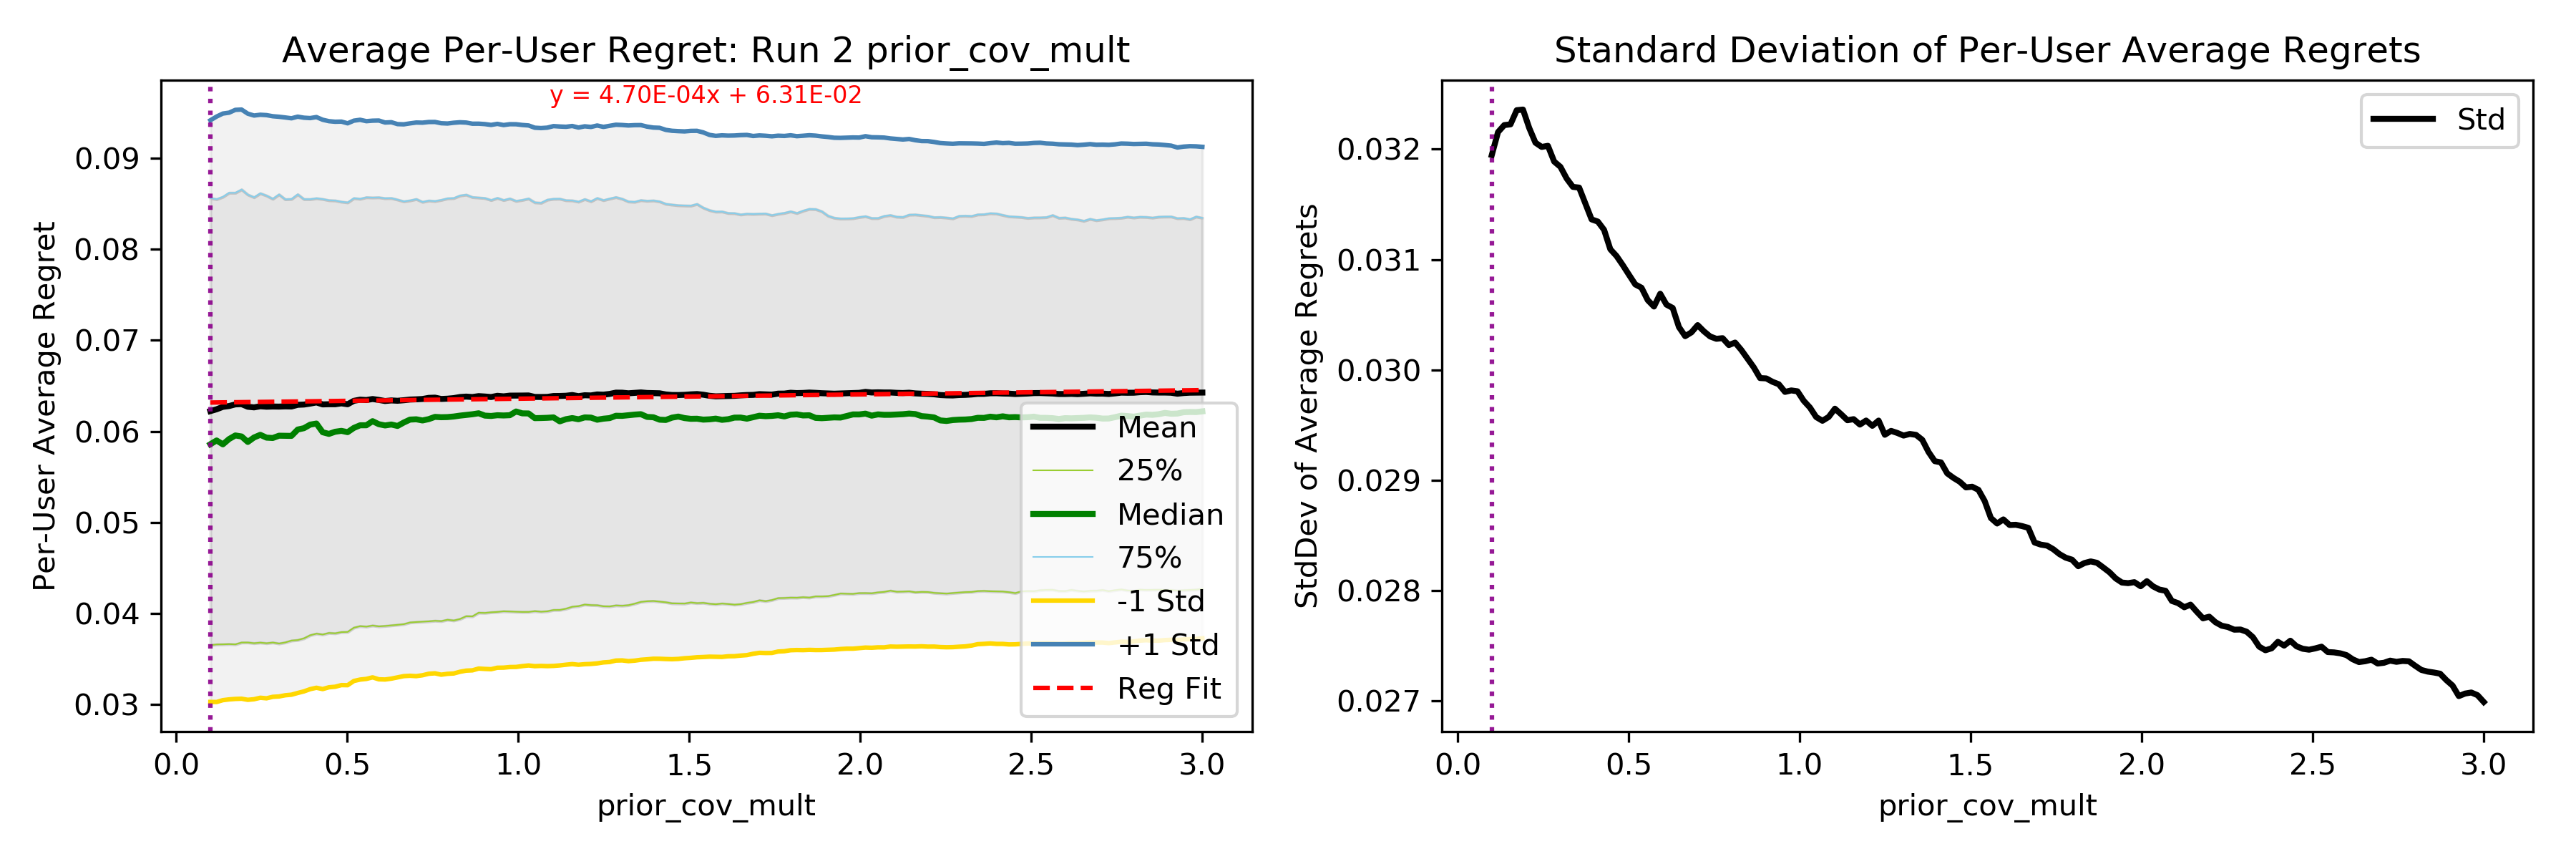 Average Per-User Regret: Run 2 prior_cov_mult
y = 4.70E-04x + 6.31E-02
Per-User Average Regret
0.09
0.08
0.07
0.06
0.05
0.04
0.03
0.0 0.5 1.0 1.5 2.0 2.5 3.0
prior_cov_mult
Mean
25%
Median
75%
-1 Std
+1 Std
Reg Fit
Standard Deviation of Per-User Average Regrets
Std
StdDev of Average Regrets
0.032
0.031
0.030
0.029
0.028
0.027
0.0 0.5 1.0 1.5 2.0 2.5 3.0
prior_cov_mult